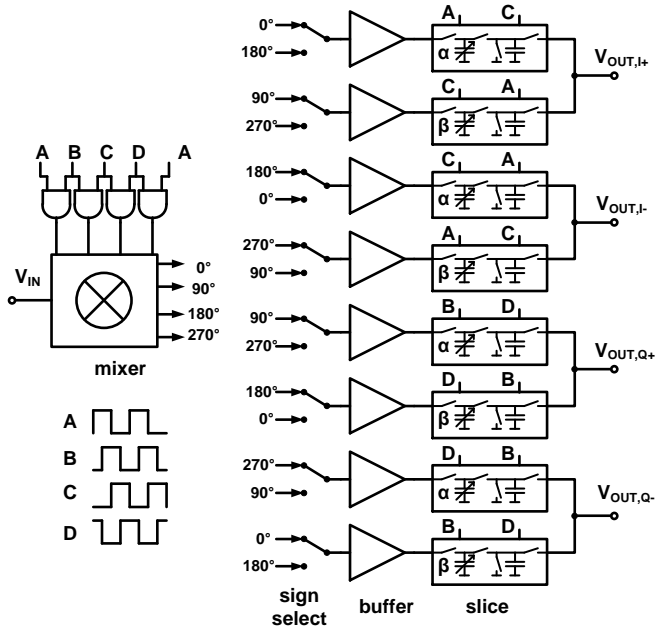 0°
A
C
180°
α
V_OUT,I+
90°
C
A
270°
β
180°
C
A
0°
α
V_OUT,I-
270°
A
C
90°
β
90°
B
D
270°
α
V_OUT,Q+
180°
D
B
0°
β
270°
D
B
90°
α
V_OUT,Q-
0°
B
D
180°
β
sign
select
buffer
slice
A B C D A
V_IN
0°
90°
180°
270°
mixer
A
B
C
D